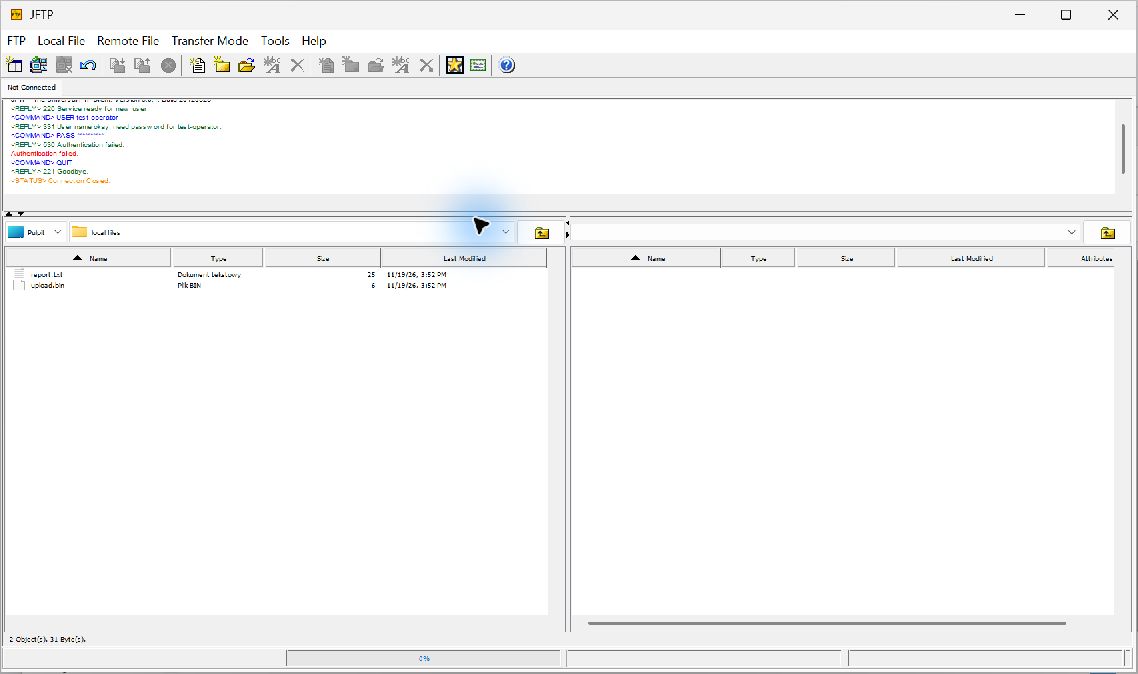 JFTP
FTP Local File Remote File Transfer Mode Tools Help
Not Connected
<REPLY> 220 Service ready for new user.
<COMMAND> USER test-operator
<REPLY> 331 User name okay, need password for test-operator.
<COMMAND> PASS **********
<REPLY> 530 Authentication failed.
Authentication failed.
<COMMAND> QUIT
<REPLY> 221 Goodbye.
<STATUS> Connection Closed.
Pulpit local files
Name Type Size Last Modified Name Type Size Last Modified Attributes
report.txt Dokument tekstowy 25 11/19/26, 3:52 PM
upload.bin Plik BIN 6 11/19/26, 3:52 PM
2 Object(s), 31 Byte(s).
0%